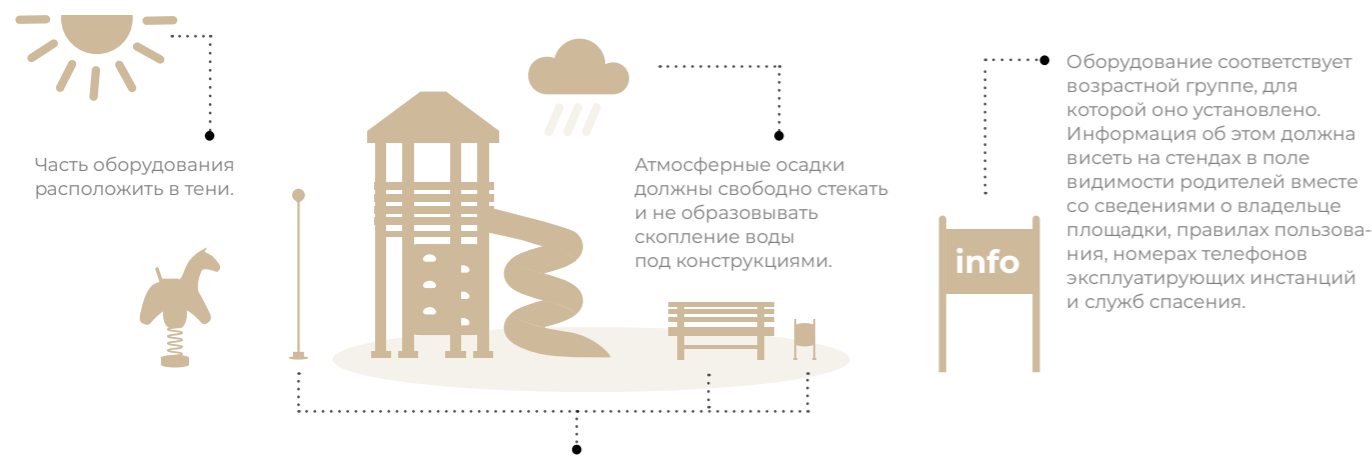 Часть оборудования
расположить в тени.
Атмосферные осадки
должны свободно стекать
и не образовывать
скопление воды
под конструкциями.
info
Оборудование соответствует
возрастной группе, для
которой оно установлено.
Информация об этом должна
висеть на стендах в поле
видимости родителей вместе
со сведениями о владельце
площадки, правилах пользова-
ния, номерах телефонов
эксплуатирующих инстанций
и служб спасения.